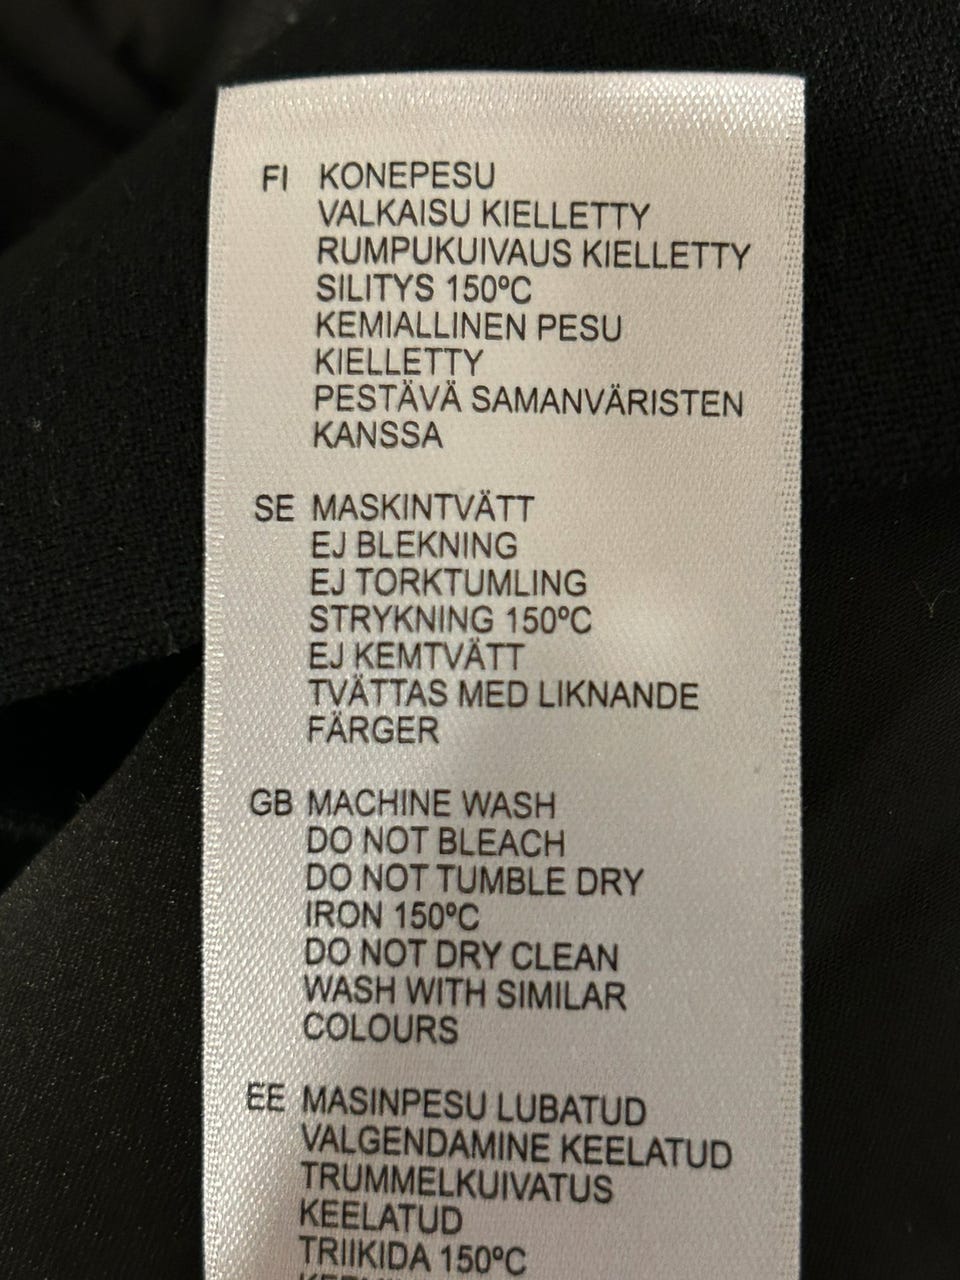 FI KONEPESU
VALKAISU KIELLETTY
RUMPUKUIVAUS KIELLETTY
SILITYS 150ºC
KEMIALLINEN PESU
KIELLETTY
PESTÄVÄ SAMANVÄRISTEN
KANSSA
SE MASKINTVÄTT
EJ BLEKNING
EJ TORKTUMLING
STRYKNING 150ºC
EJ KEMTVÄTT
TVÄTTAS MED LIKNANDE
FÄRGER
GB MACHINE WASH
DO NOT BLEACH
DO NOT TUMBLE DRY
IRON 150ºC
DO NOT DRY CLEAN
WASH WITH SIMILAR
COLOURS
EE MASINPESU LUBATUD
VALGENDAMINE KEELATUD
TRUMMELKUIVATUS
KEELATUD
TRIIKIDA 150ºC